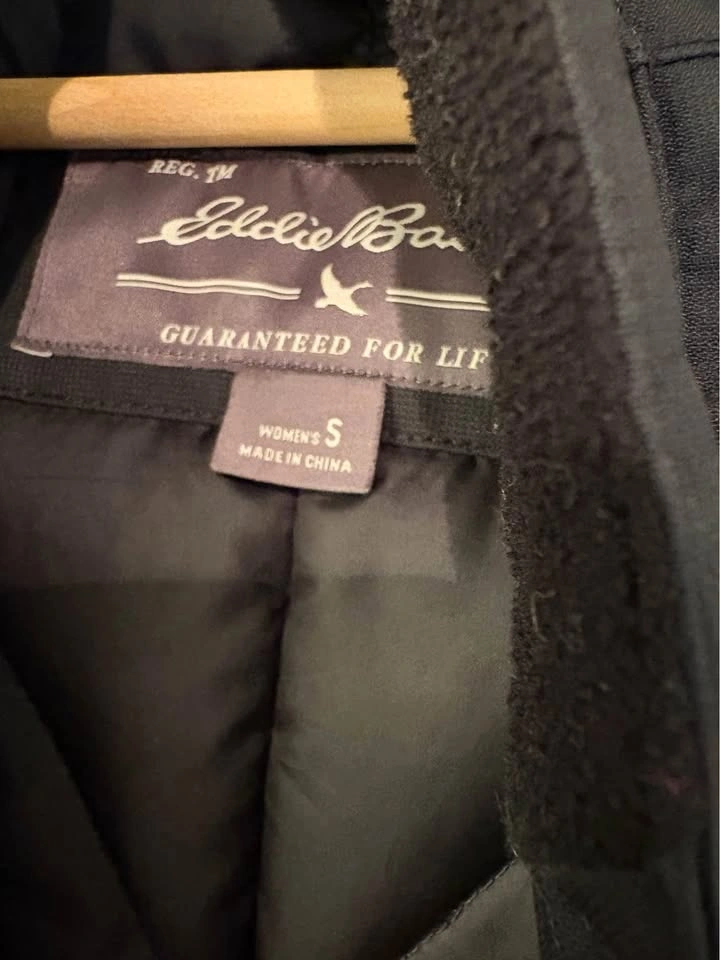 REG. TM
Eddie Ba
GUARANTEED FOR LIF
WOMEN'S S
MADE IN CHINA